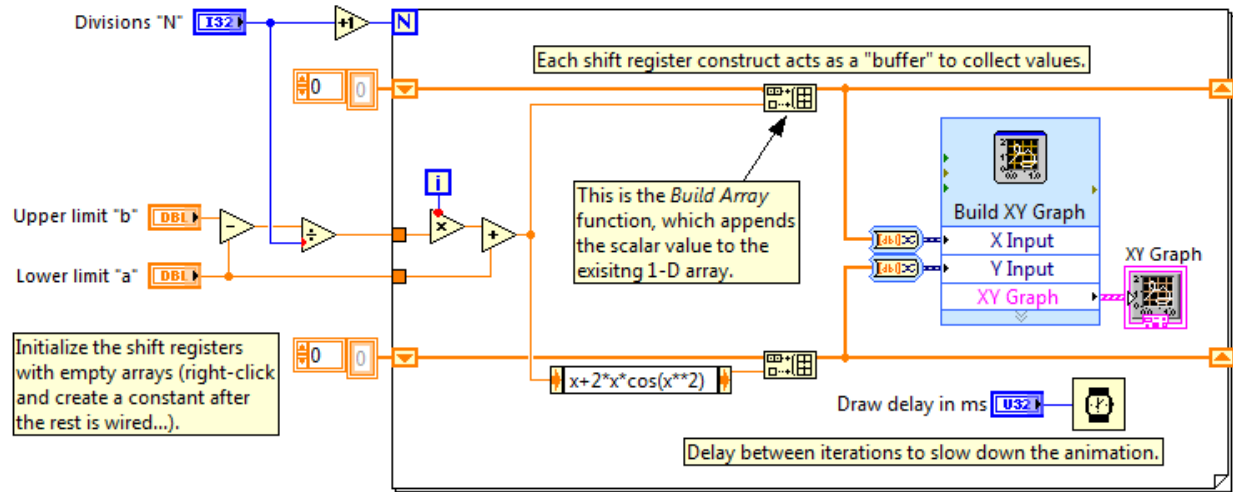 Divisions "N"
I32
+1
N
Each shift register construct acts as a "buffer" to collect values.
0
0
i
This is the Build Array
function, which appends
the scalar value to the
exisitng 1-D array.
Upper limit "b"
DBL
Lower limit "a"
DBL
Build XY Graph
X Input
Y Input
XY Graph
XY Graph
Initialize the shift registers
with empty arrays (right-click
and create a constant after
the rest is wired...).
0
0
x+2*x*cos(x**2)
Draw delay in ms
U32
Delay between iterations to slow down the animation.